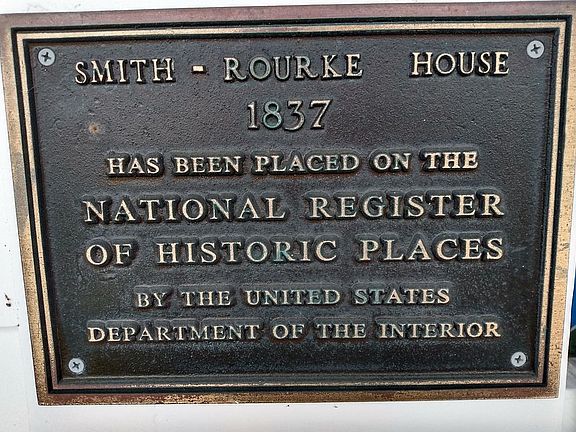 SMITH - ROURKE HOUSE
1837
HAS BEEN PLACED ON THE
NATIONAL REGISTER
OF HISTORIC PLACES
BY THE UNITED STATES
DEPARTMENT OF THE INTERIOR